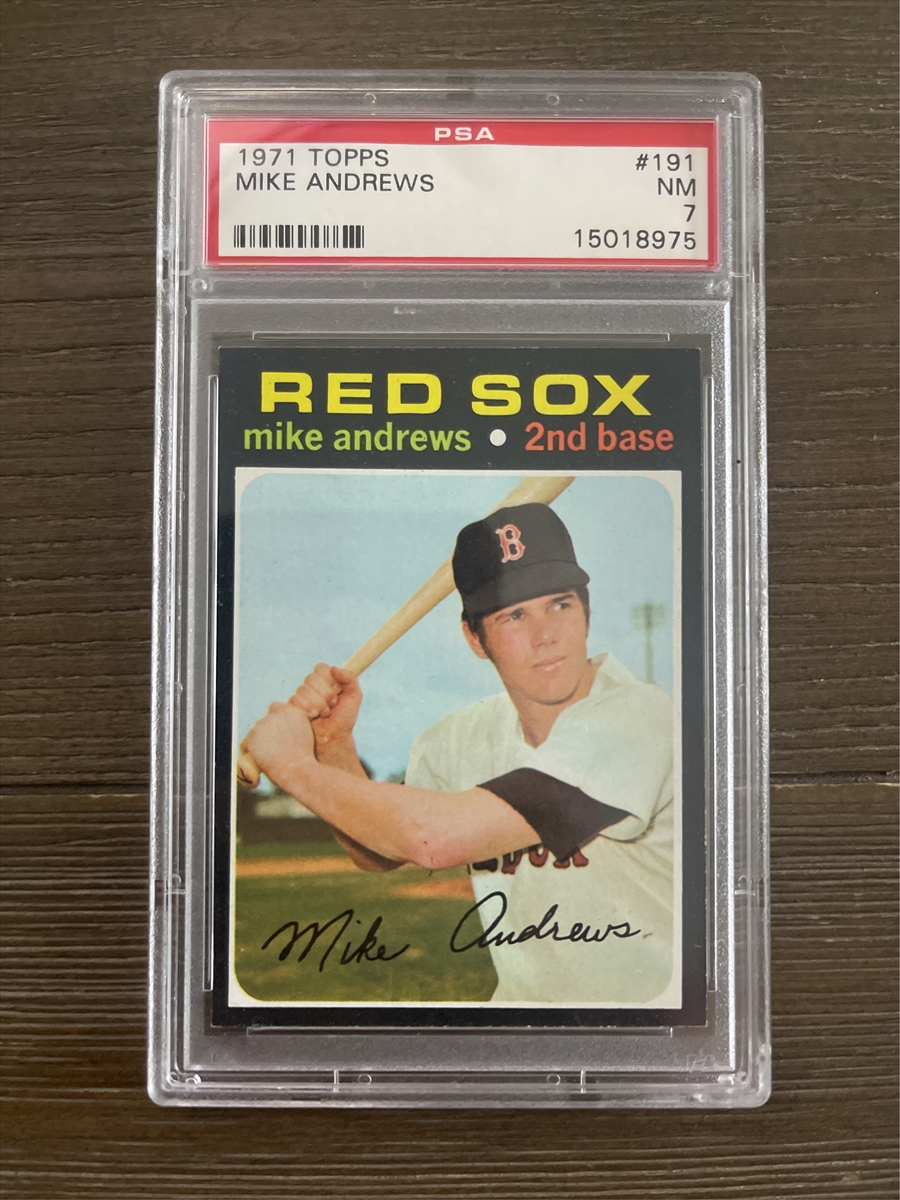 PSA
1971 TOPPS #191
MIKE ANDREWS NM
7
15018975
RED SOX
mike andrews • 2nd base
B
Mike Andrews.